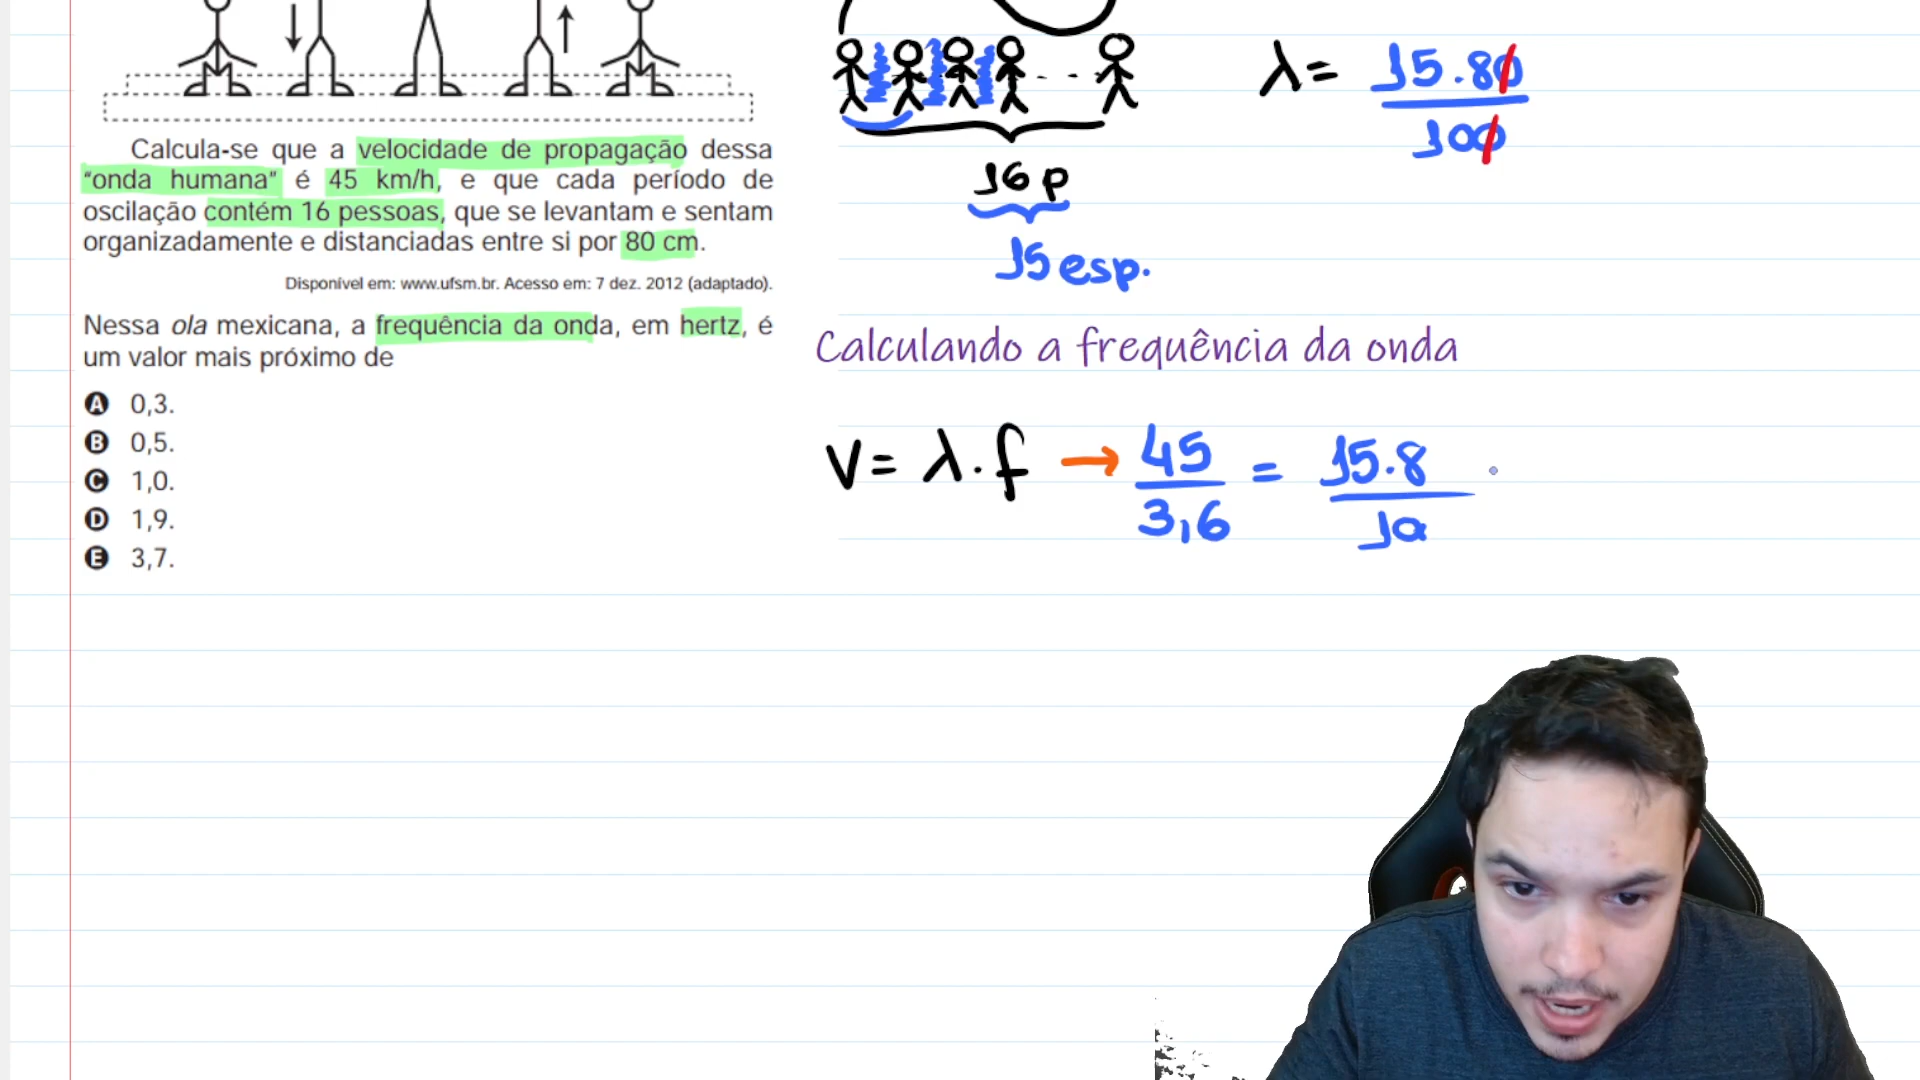 Calcula-se que a velocidade de propagação dessa
"onda humana" é 45 km/h, e que cada período de
oscilação contém 16 pessoas, que se levantam e sentam
organizadamente e distanciadas entre si por 80 cm.
Disponível em: www.ufsm.br. Acesso em: 7 dez. 2012 (adaptado).
Nessa ola mexicana, a frequência da onda, em hertz, é
um valor mais próximo de
A 0,3.
B 0,5.
C 1,0.
D 1,9.
E 3,7.
16 p
15 esp.
λ = 15.80
100
Calculando a frequência da onda
V = λ.f → 45 = 15.8
3,6 10